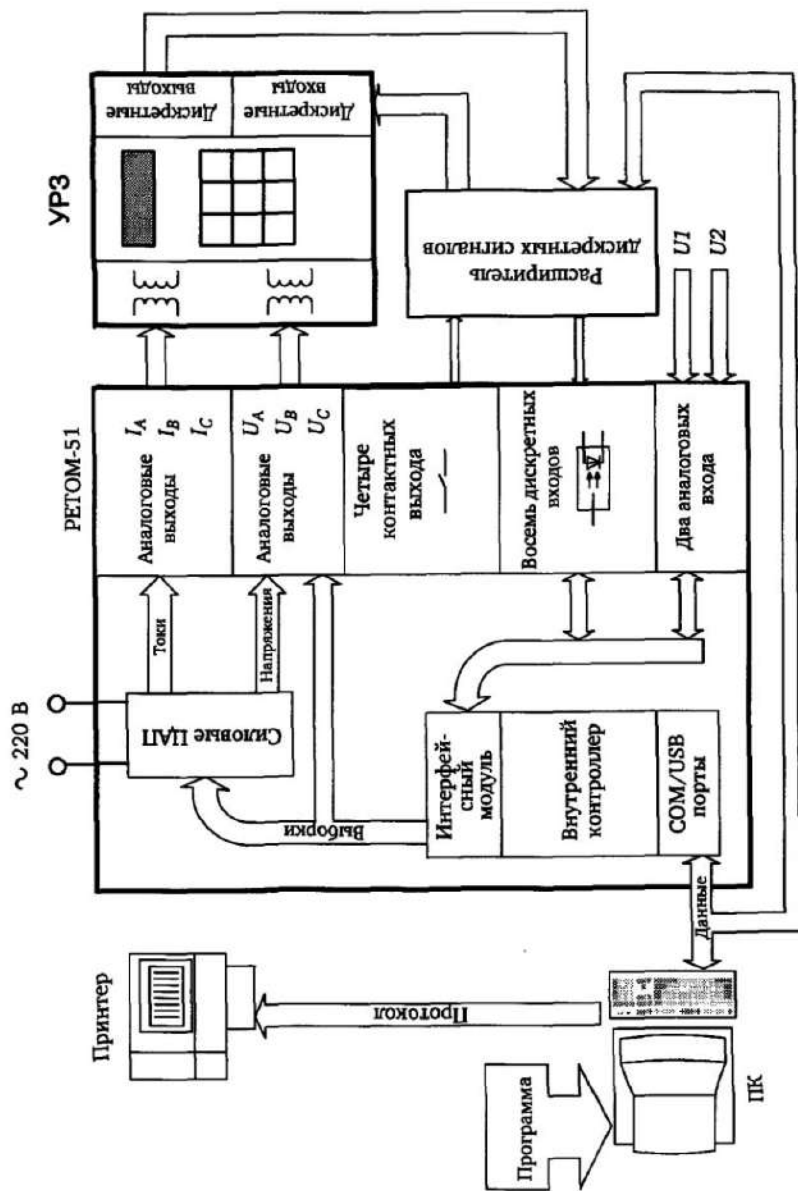 ~ 220 В
РЕТОМ-51
УРЗ
Принтер
Протокол
Программа
ПК
Данные
Выборки
Силовые ЦАП
Токи
Напряжения
Интерфей-
сный
модуль
Внутренний
контроллер
COM/USB
порты
Аналоговые
выходы
I_A
I_B
I_C
Аналоговые
выходы
U_A
U_B
U_C
Четыре
контактных
выхода
Восемь дискретных
входов
Два аналоговых
входа
Дискретные
выходы
Дискретные
входы
Расширитель
дискретных сигналов
U1
U2